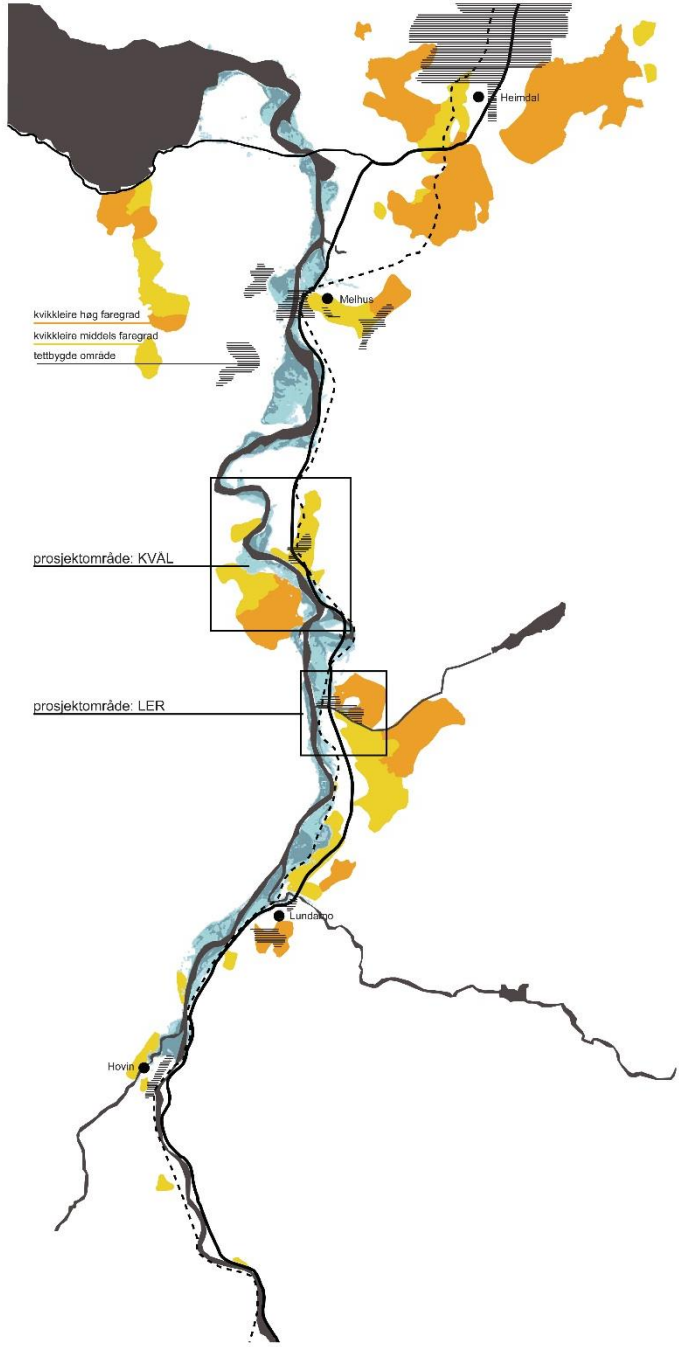 Heimdal
Melhus
kvikkleire høg faregrad
kvikkleire middels faregrad
tettbygde område
prosjektområde: KVÅL
prosjektområde: LER
Lundamo
Hovin